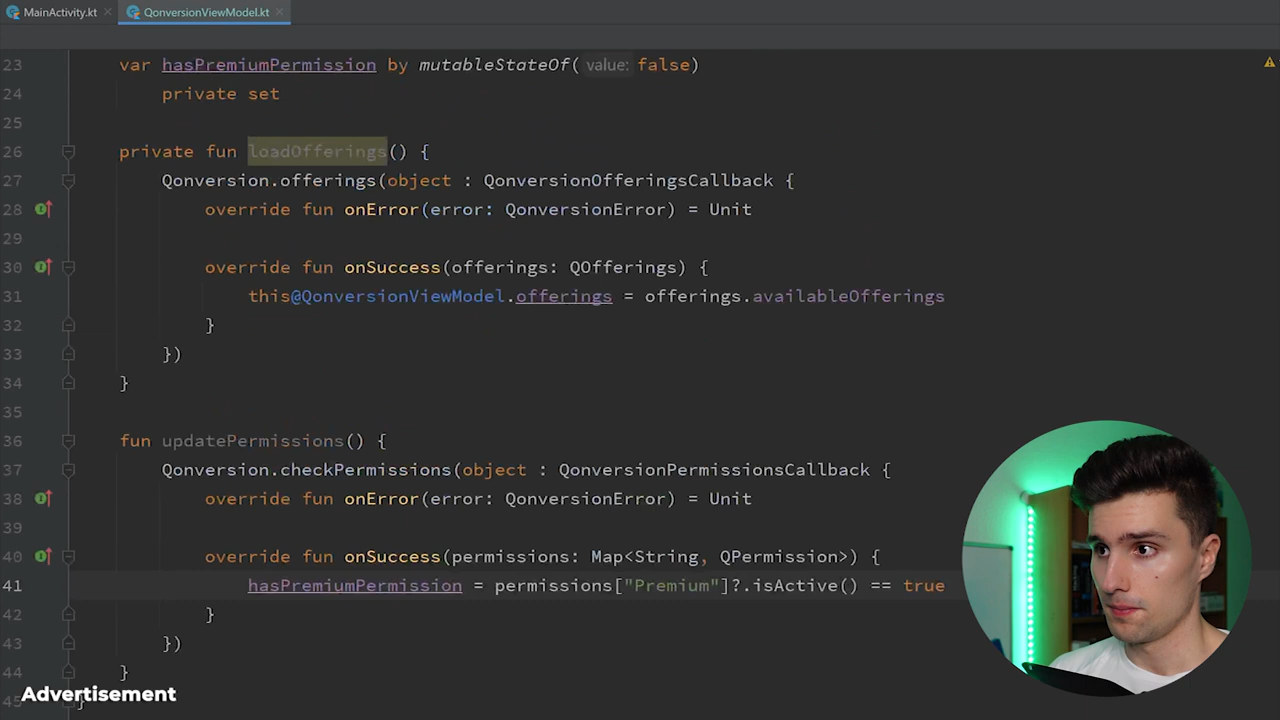 MainActivity.kt
QonversionViewModel.kt
23 var hasPremiumPermission by mutableStateOf( value: false)
24 private set
25
26 private fun loadOfferings() {
27 Qonversion.offerings(object : QonversionOfferingsCallback {
28 override fun onError(error: QonversionError) = Unit
29
30 override fun onSuccess(offerings: QOfferings) {
31 this@QonversionViewModel.offerings = offerings.availableOfferings
32 }
33 })
34 }
35
36 fun updatePermissions() {
37 Qonversion.checkPermissions(object : QonversionPermissionsCallback {
38 override fun onError(error: QonversionError) = Unit
39
40 override fun onSuccess(permissions: Map<String, QPermission>) {
41 hasPremiumPermission = permissions["Premium"]?.isActive() == true
42 }
43 })
44 }
45 }
Advertisement